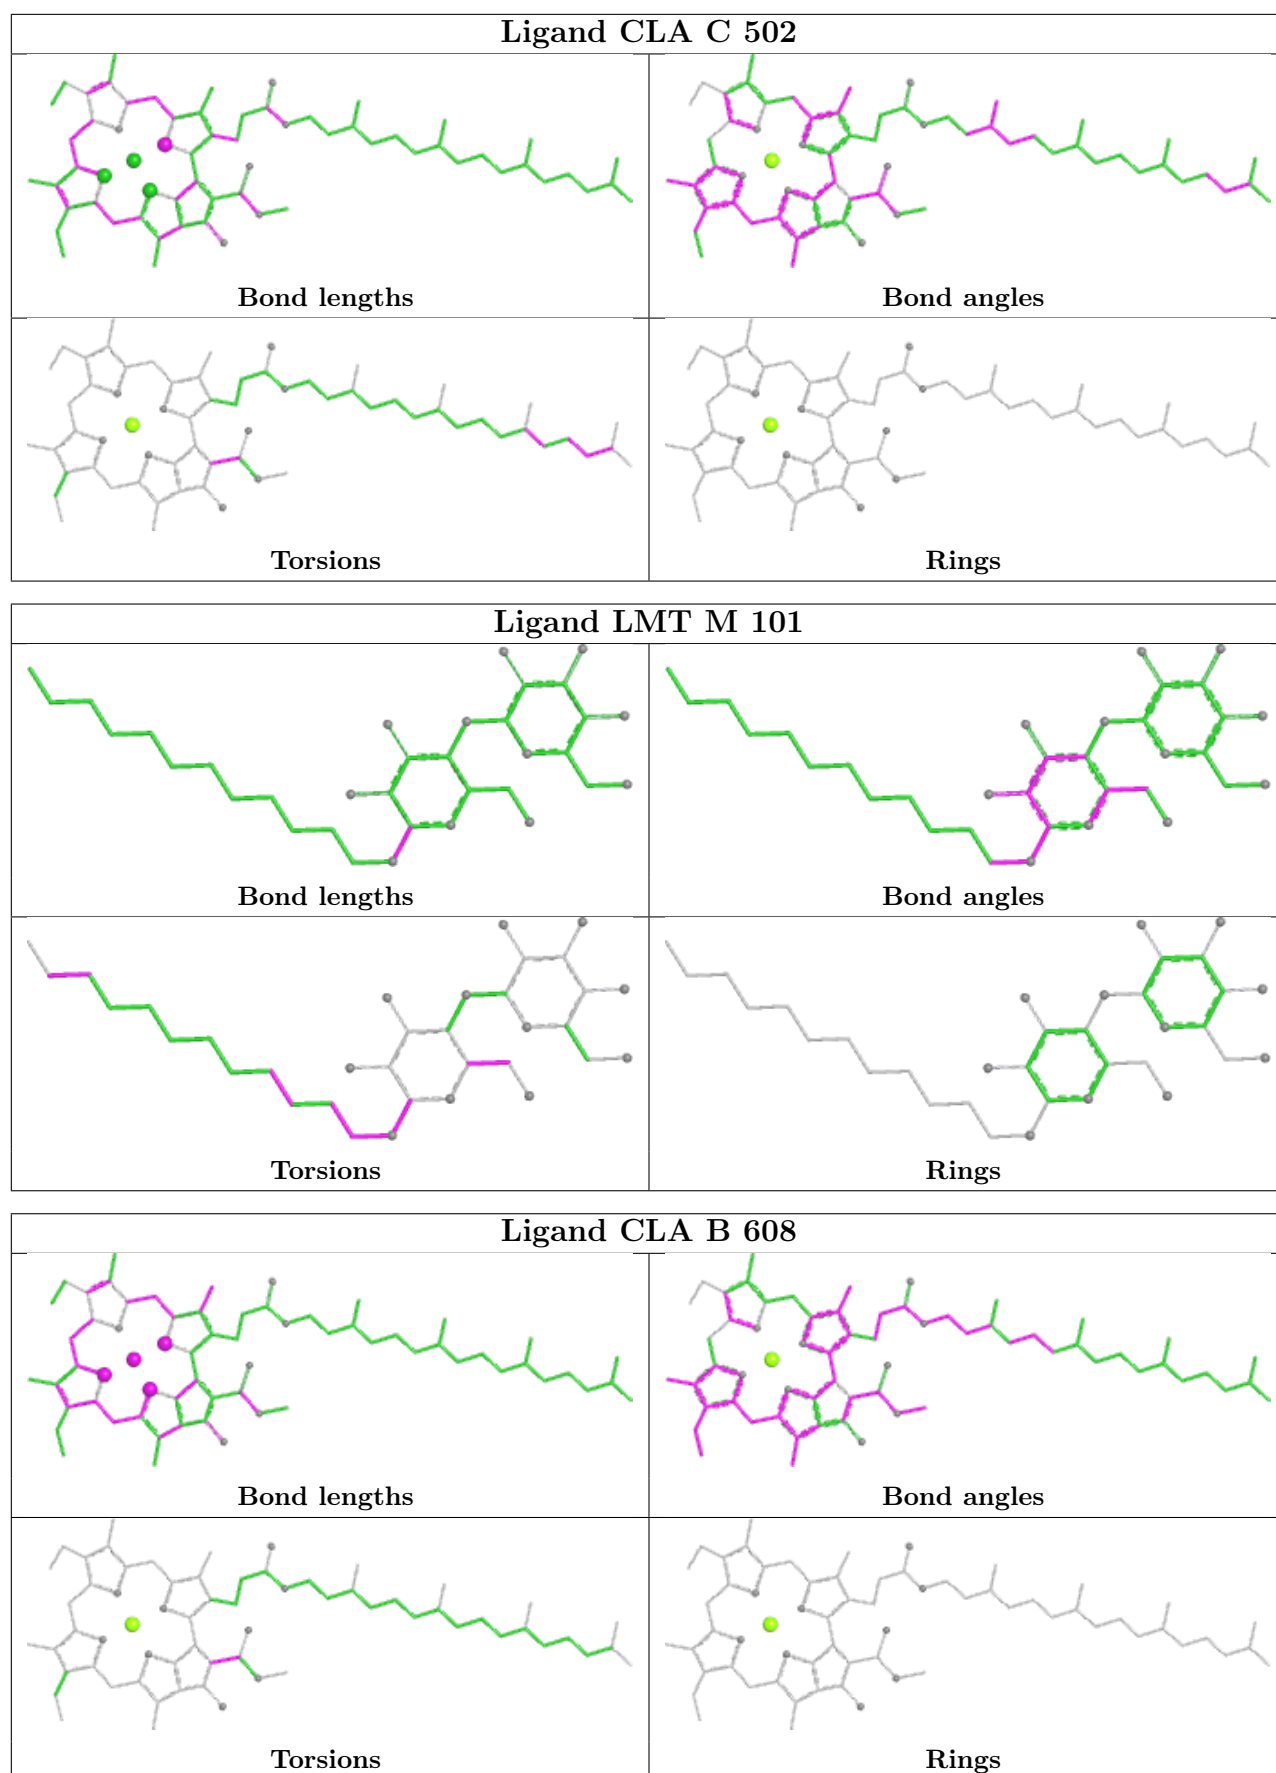 Ligand CLA C 502
Bond lengths
Bond angles
Torsions
Rings
Ligand LMT M 101
Bond lengths
Bond angles
Torsions
Rings
Ligand CLA B 608
Bond lengths
Bond angles
Torsions
Rings